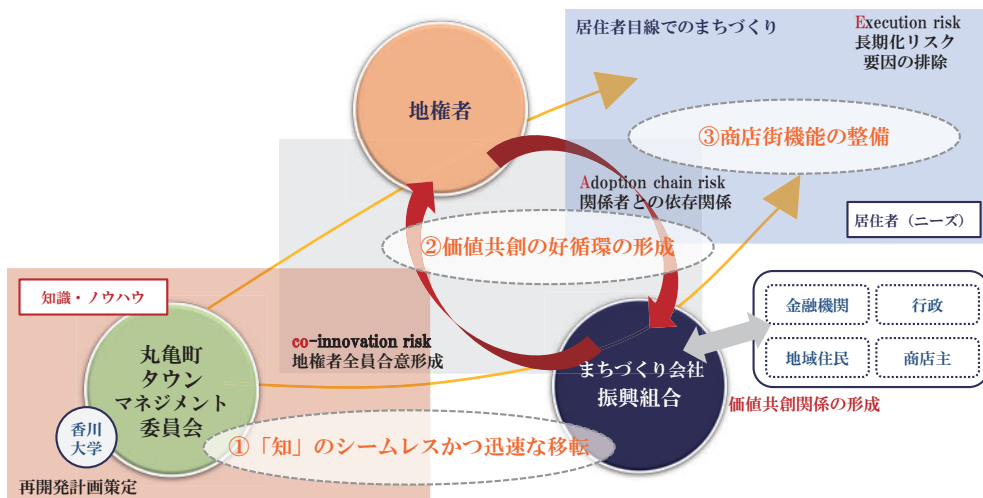 居住者目線でのまちづくり
Execution risk
長期化リスク
要因の排除
地権者
③商店街機能の整備
Adoption chain risk
関係者との依存関係
居住者（ニーズ）
②価値共創の好循環の形成
知識・ノウハウ
金融機関
行政
地域住民
商店主
co-innovation risk
地権者全員合意形成
丸亀町
タウン
マネジメント
委員会
まちづくり会社
振興組合
価値共創関係の形成
香川
大学
①「知」のシームレスかつ迅速な移転
再開発計画策定